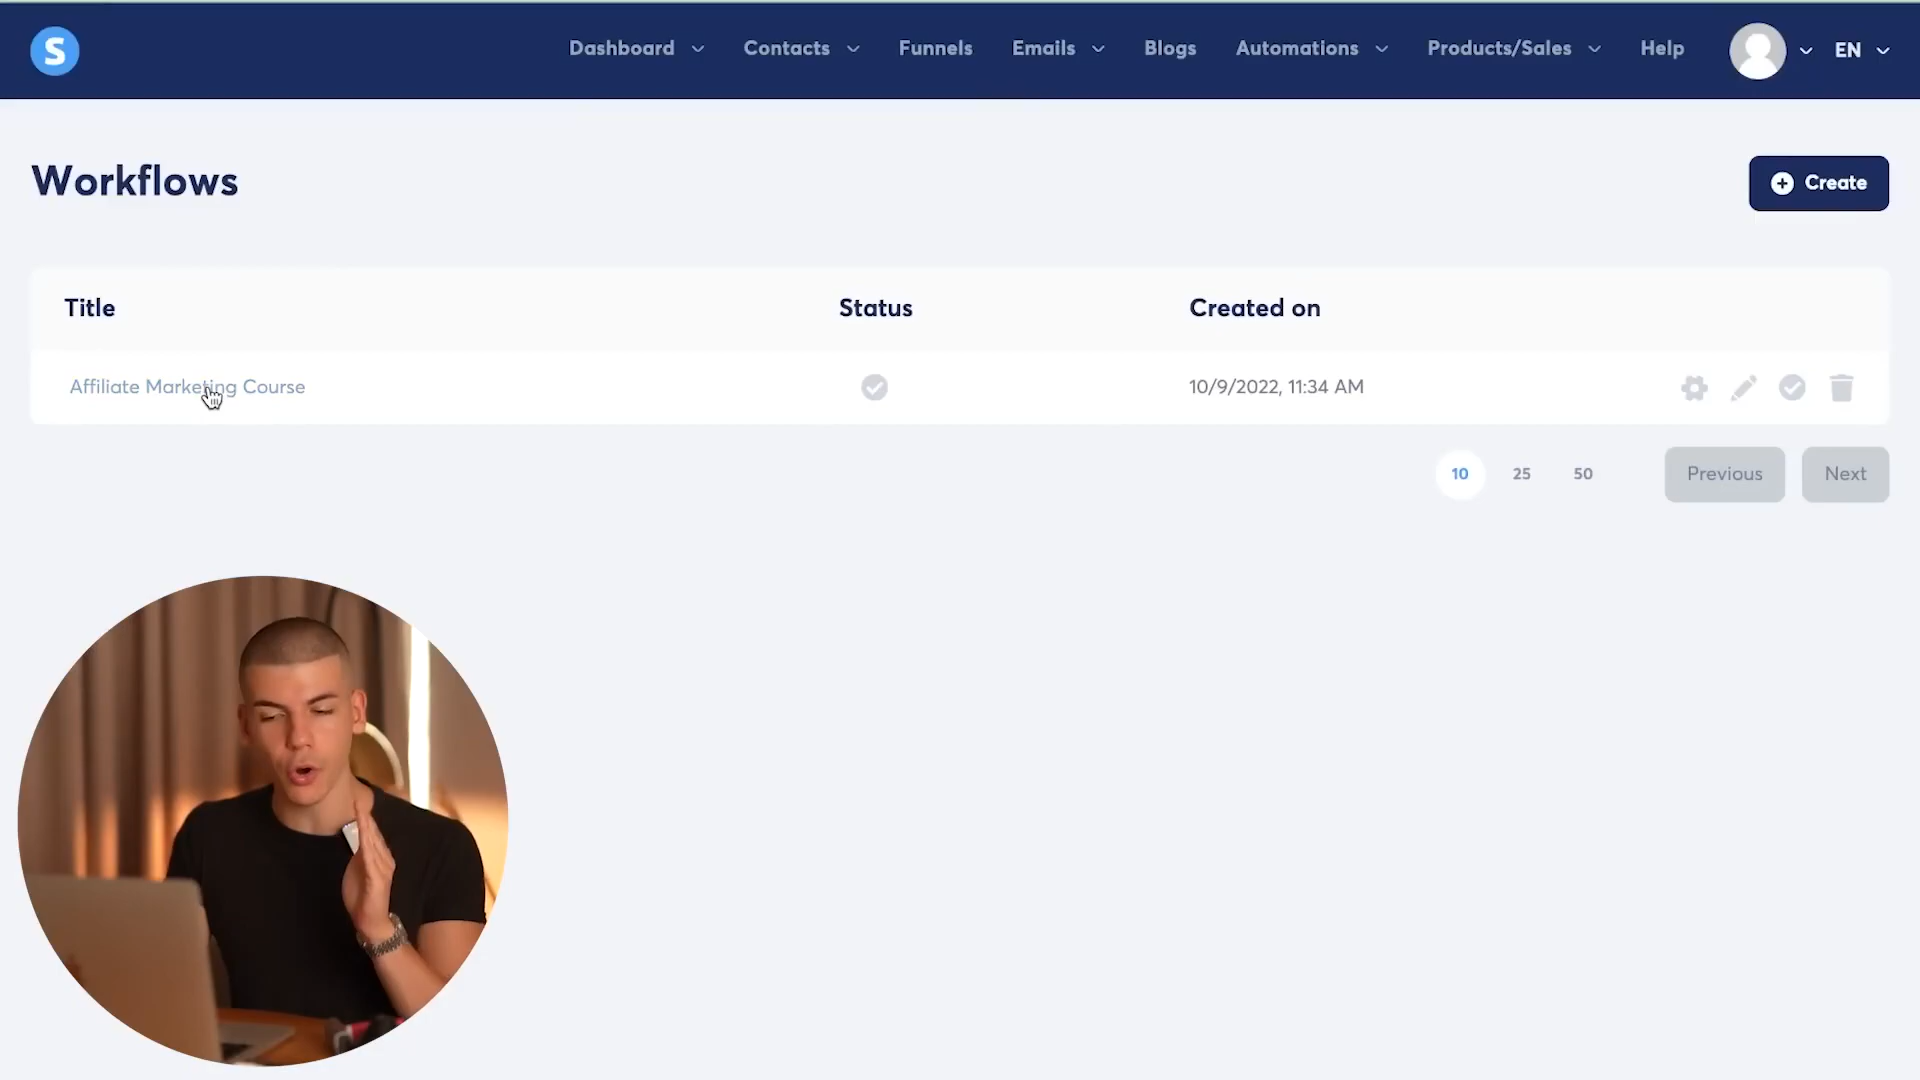 S
Dashboard Contacts Funnels Emails Blogs Automations Products/Sales Help EN
Workflows
Create
Title Status Created on
Affiliate Marketing Course 10/9/2022, 11:34 AM
10 25 50 Previous Next